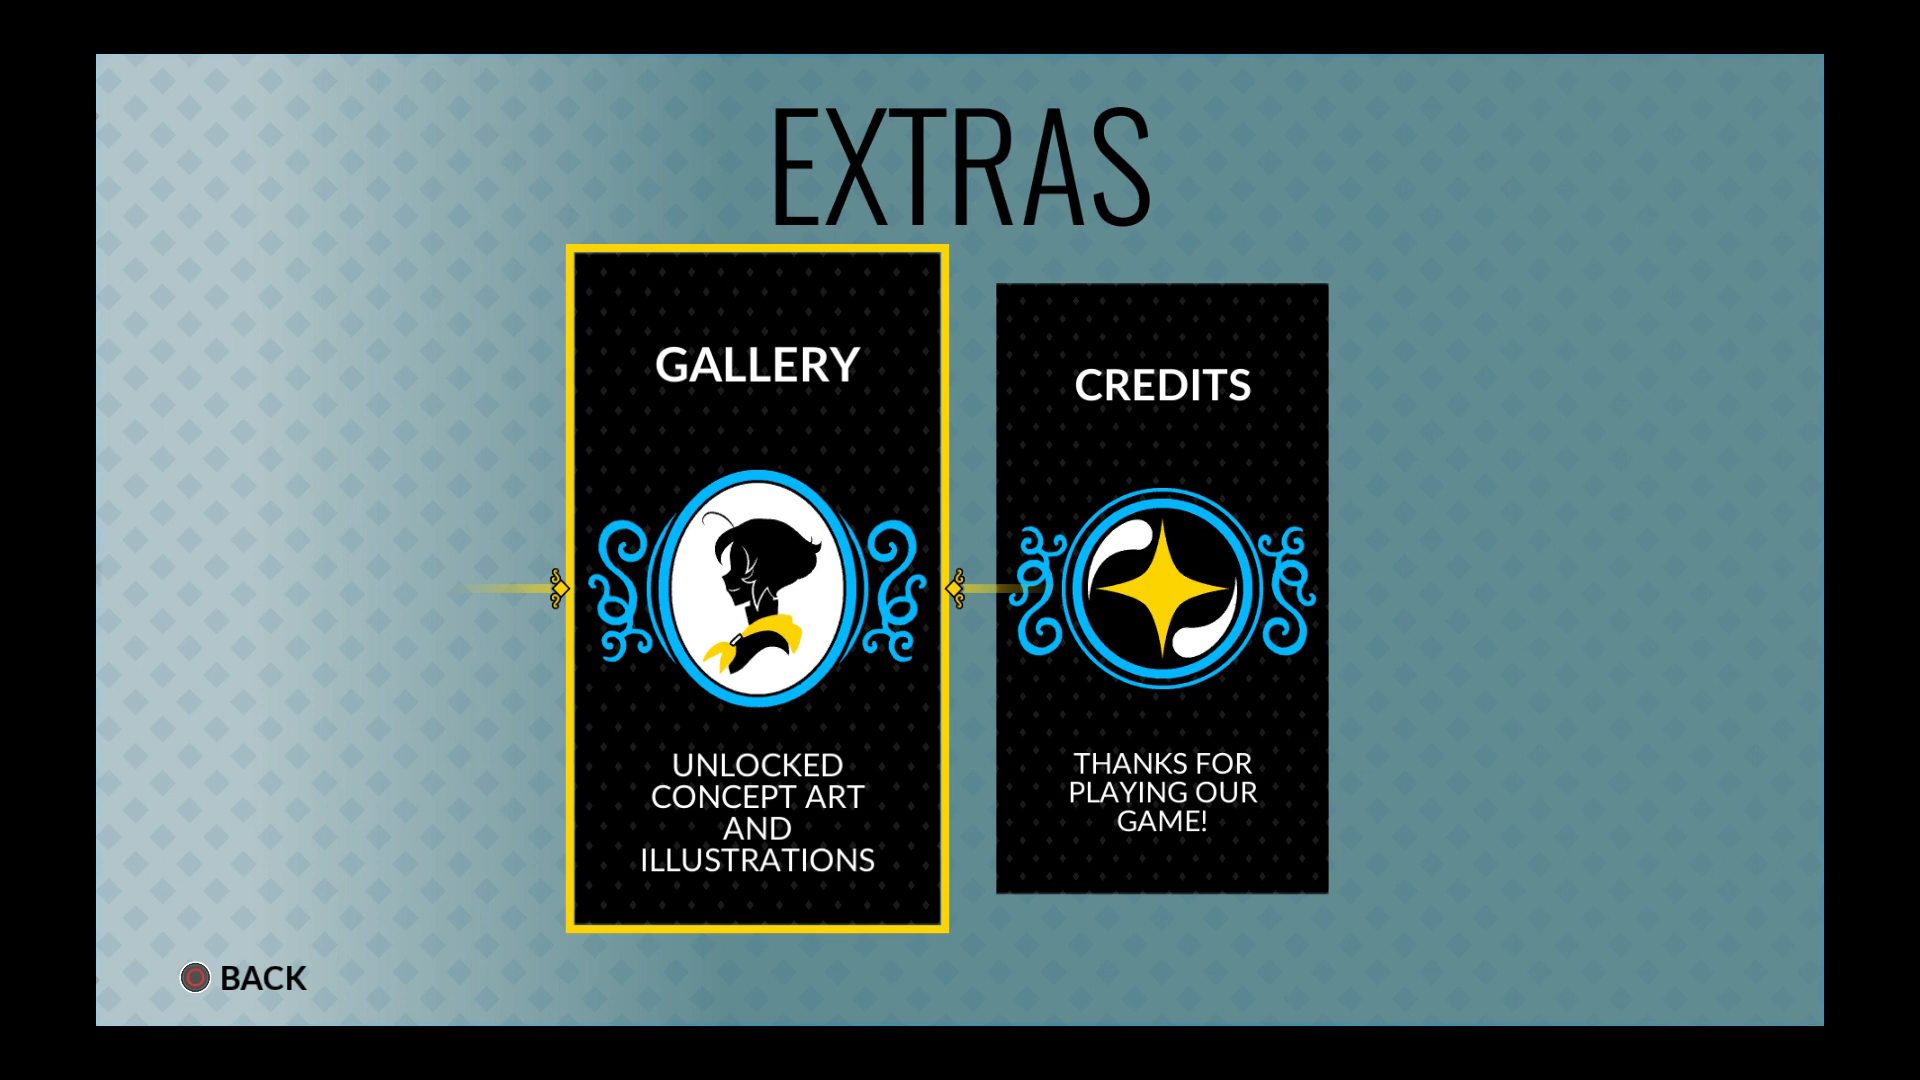 EXTRAS
GALLERY
UNLOCKED
CONCEPT ART
AND
ILLUSTRATIONS
CREDITS
THANKS FOR
PLAYING OUR
GAME!
BACK